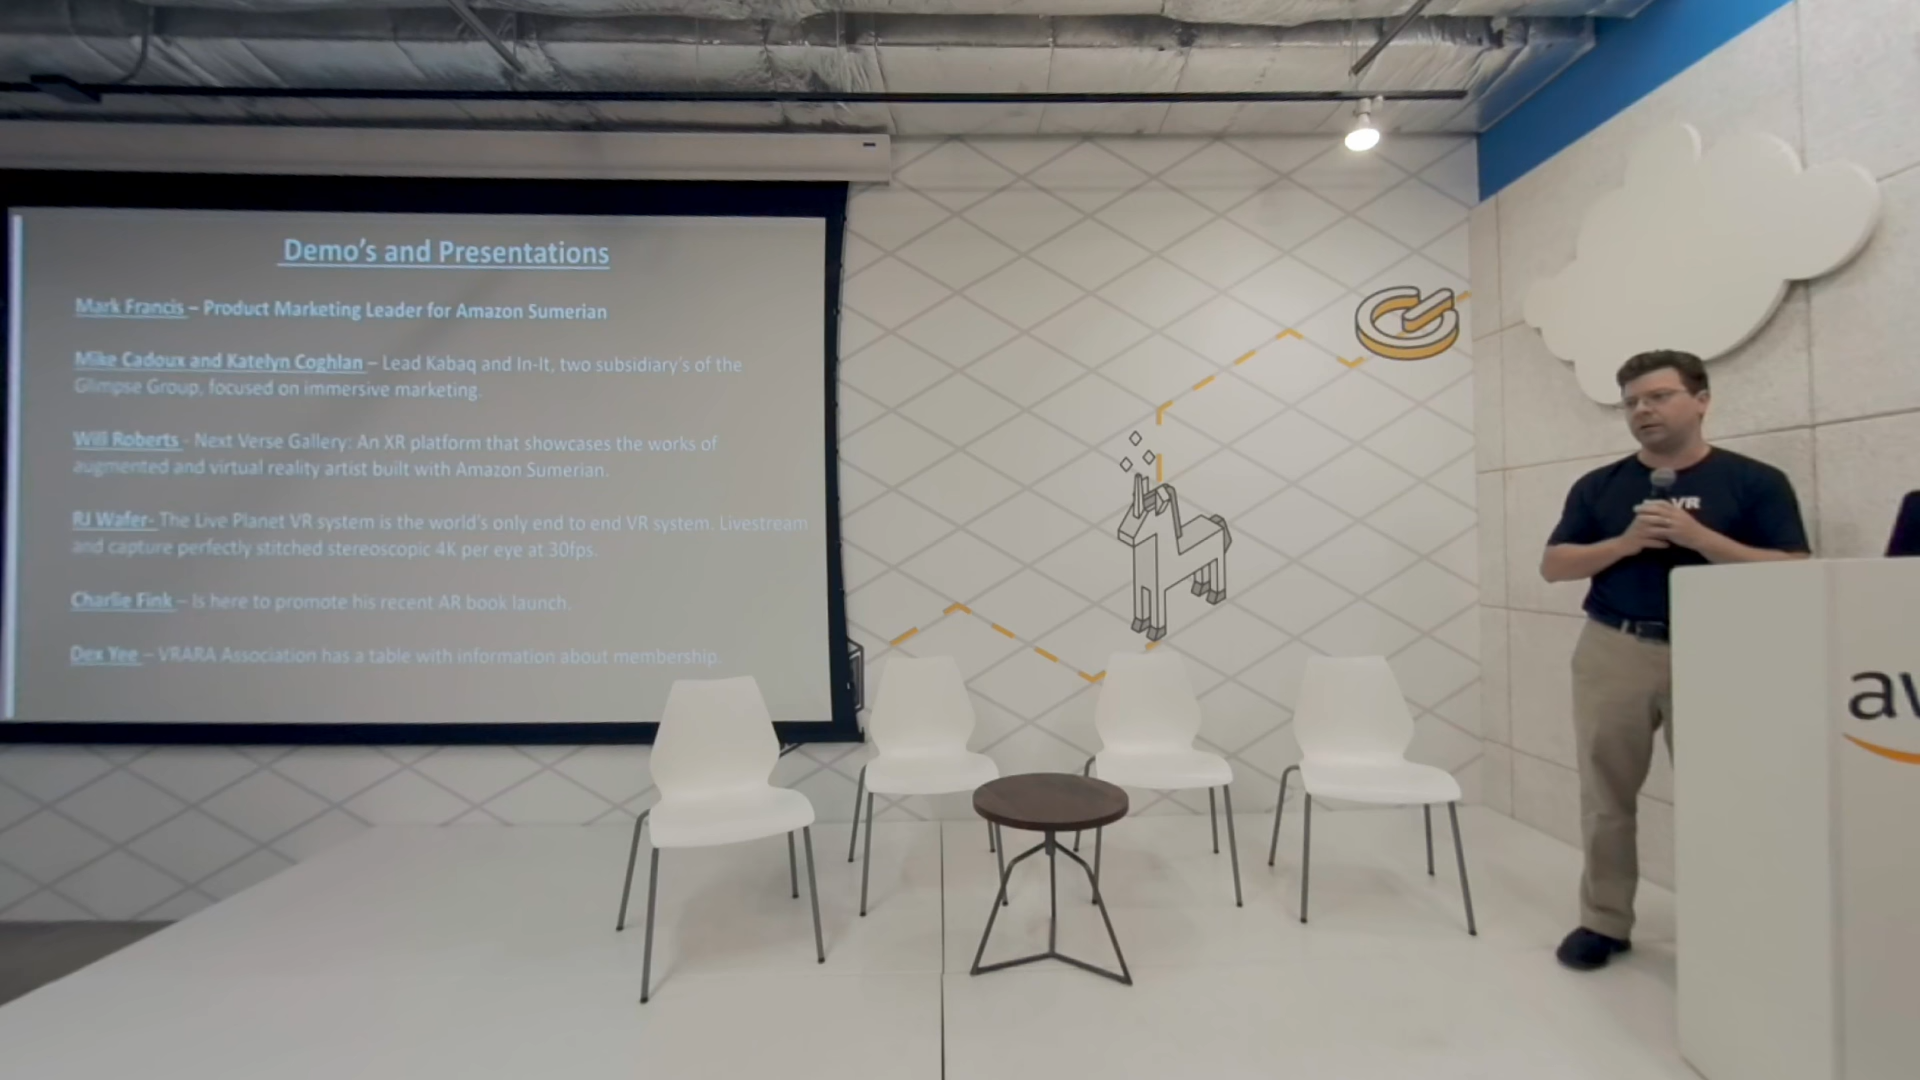 Demo's and Presentations
Mark Francis – Product Marketing Leader for Amazon Sumerian
Mike Cadoux and Katelyn Coghlan – Lead Kabaq and In-It, two subsidiary's of the
Glimpse Group, focused on immersive marketing.
Will Roberts - Next Verse Gallery: An XR platform that showcases the works of
augmented and virtual reality artist built with Amazon Sumerian.
RJ Wafer- The Live Planet VR system is the world's only end to end VR system. Livestream
and capture perfectly stitched stereoscopic 4K per eye at 30fps.
Charlie Fink – Is here to promote his recent AR book launch.
Dex Yee – VRARA Association has a table with information about membership.
VR
aw